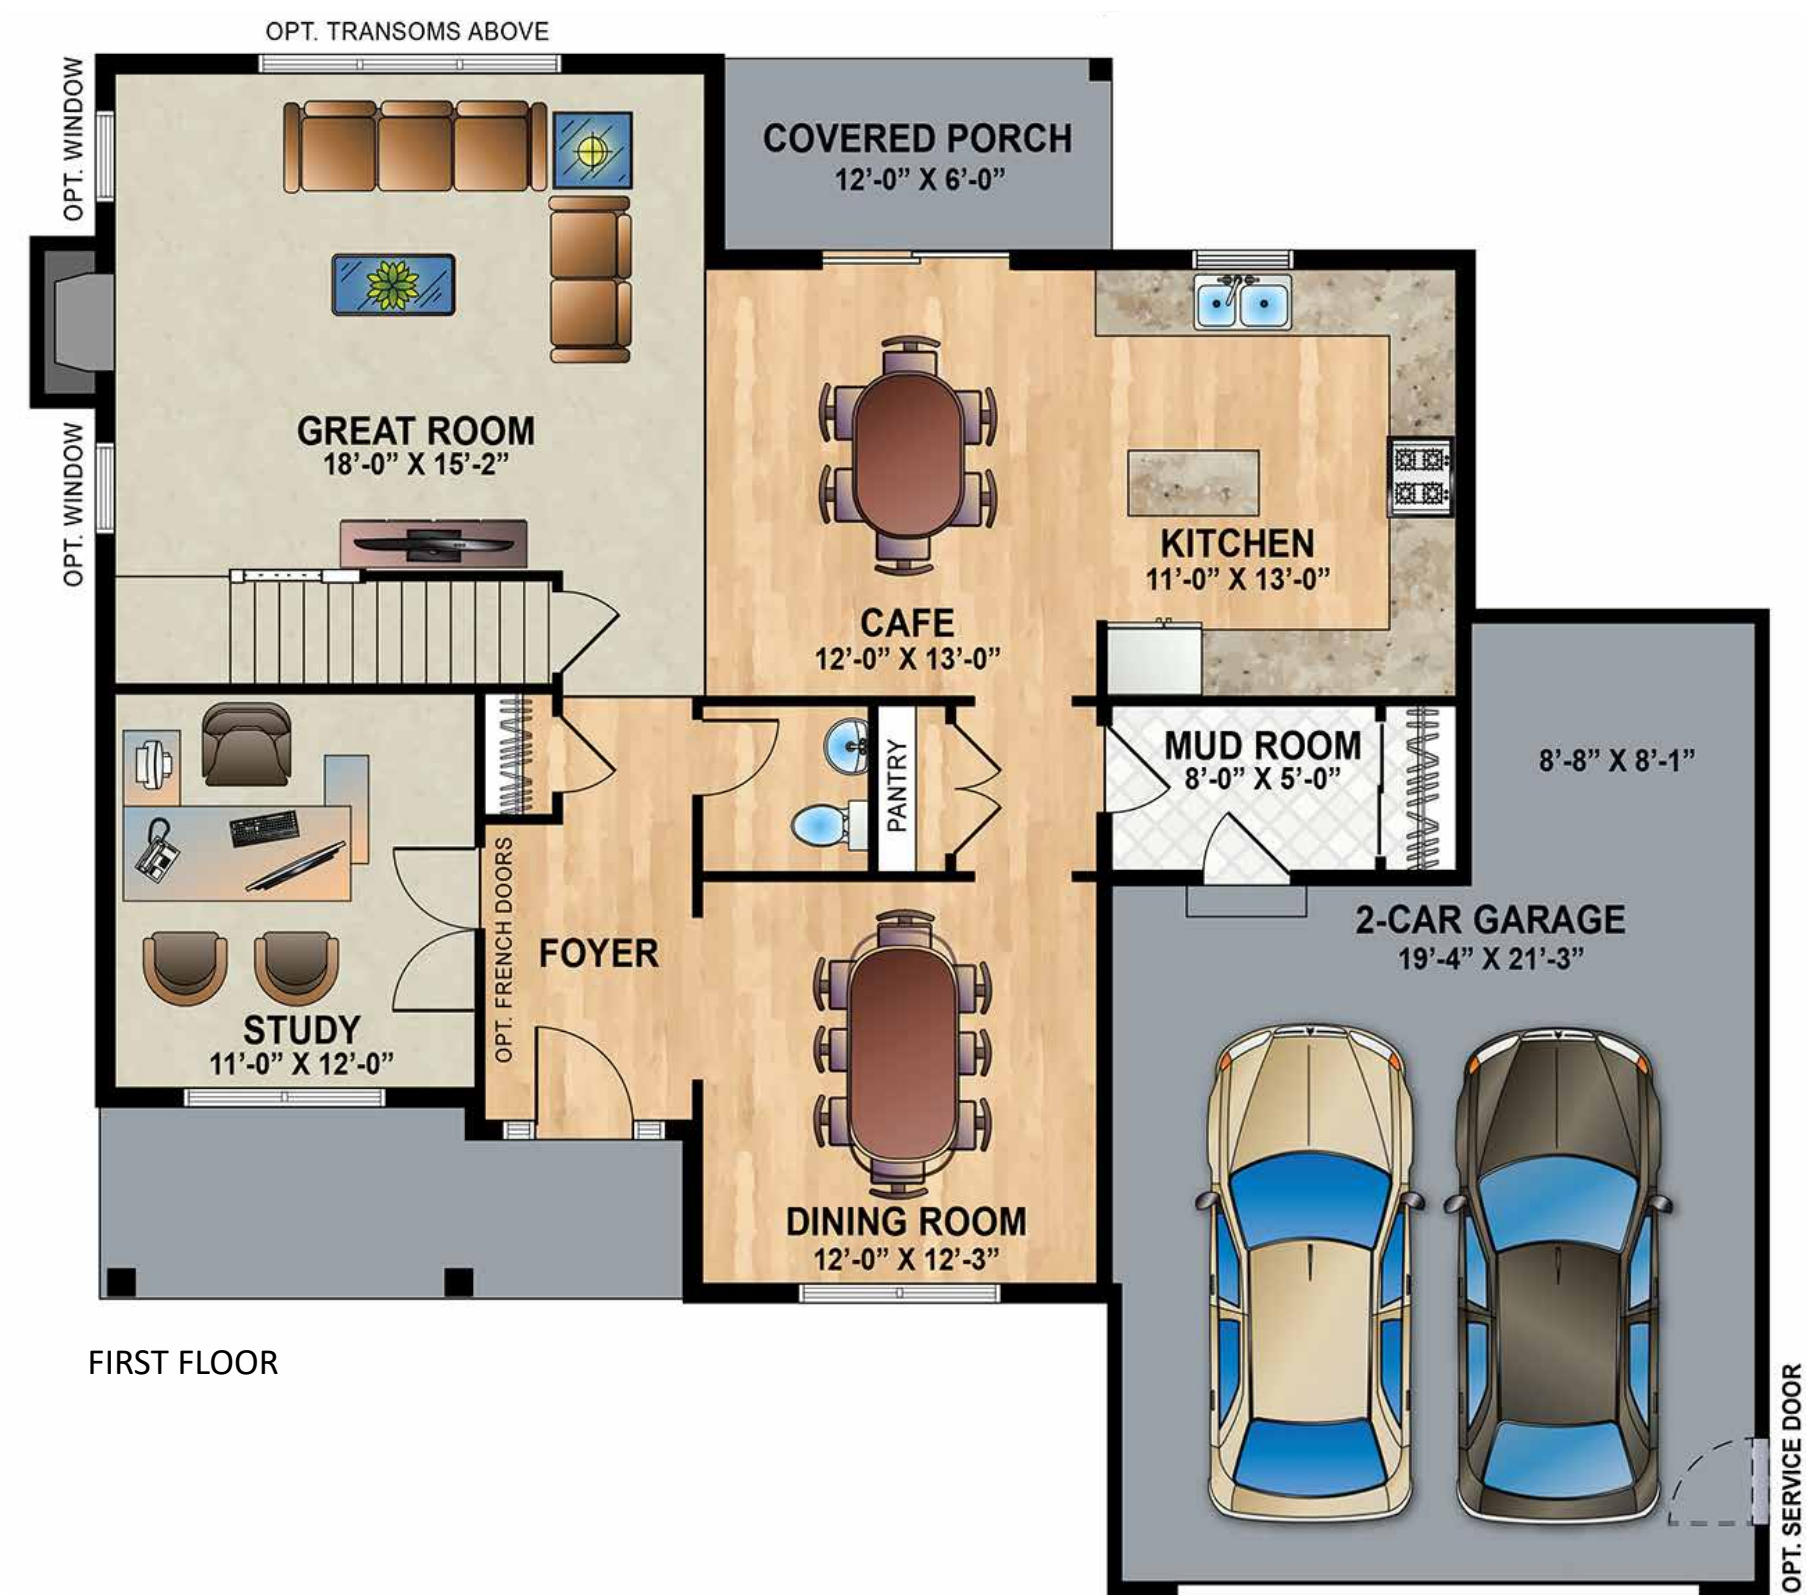 OPT. TRANSOMS ABOVE
OPT. WINDOW
COVERED PORCH
12’-0” X 6’-0”
GREAT ROOM
18’-0” X 15’-2”
OPT. WINDOW
KITCHEN
11’-0” X 13’-0”
CAFE
12’-0” X 13’-0”
PANTRY
MUD ROOM
8’-0” X 5’-0”
8’-8” X 8’-1”
OPT. FRENCH DOORS
FOYER
2-CAR GARAGE
19’-4” X 21’-3”
STUDY
11’-0” X 12’-0”
DINING ROOM
12’-0” X 12’-3”
FIRST FLOOR
OPT. SERVICE DOOR